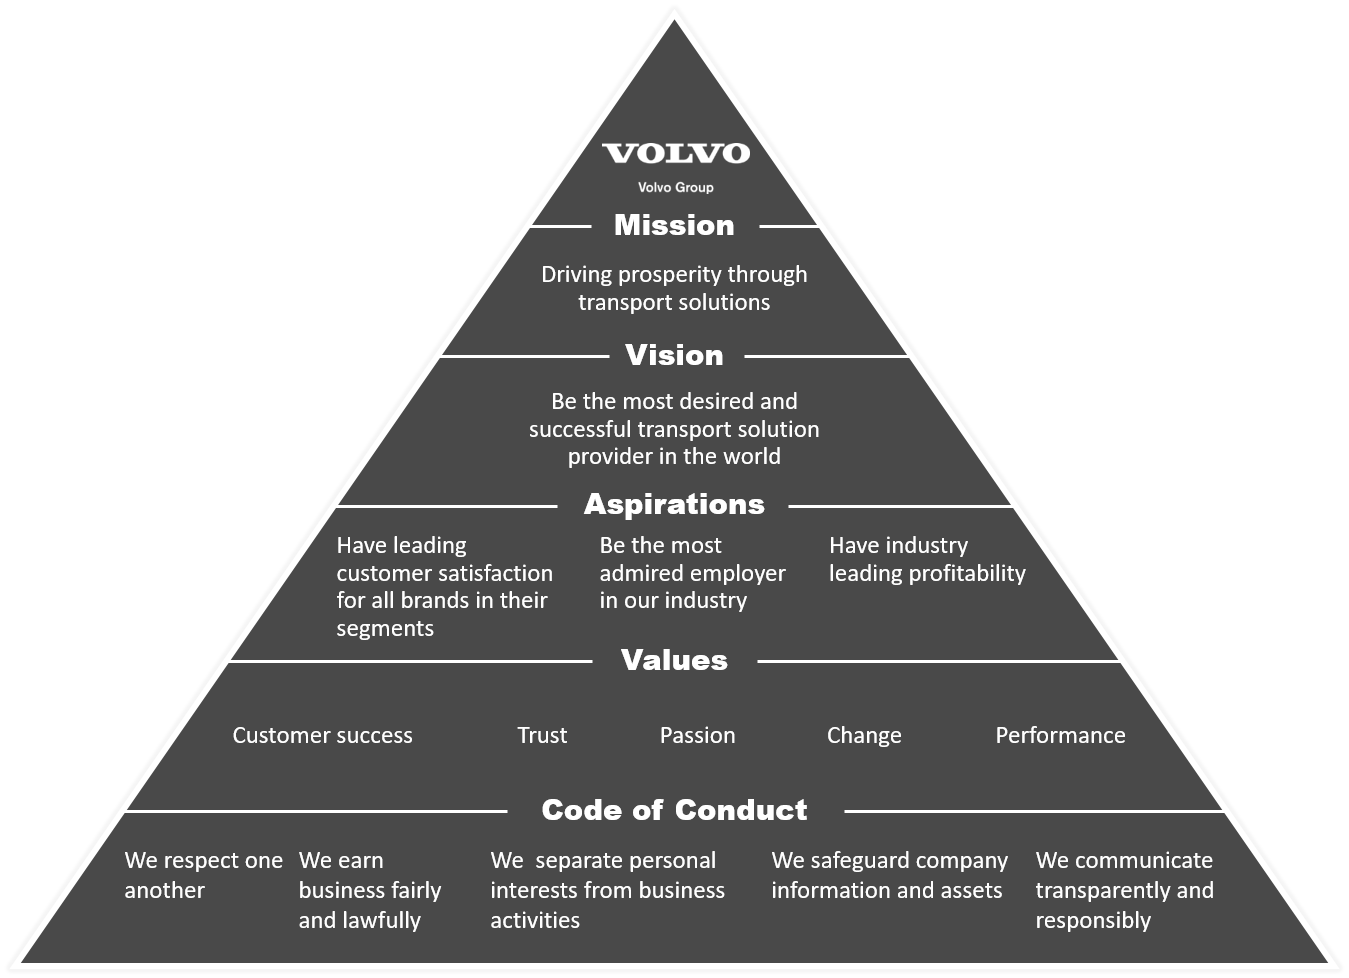 VOLVO
Volvo Group
Mission
Driving prosperity through
transport solutions
Vision
Be the most desired and
successful transport solution
provider in the world
Aspirations
Have leading
customer satisfaction
for all brands in their
segments
Be the most
admired employer
in our industry
Have industry
leading profitability
Values
Customer success
Trust
Passion
Change
Performance
Code of Conduct
We respect one
another
We earn
business fairly
and lawfully
We  separate personal
interests from business
activities
We safeguard company
information and assets
We communicate
transparently and
responsibly